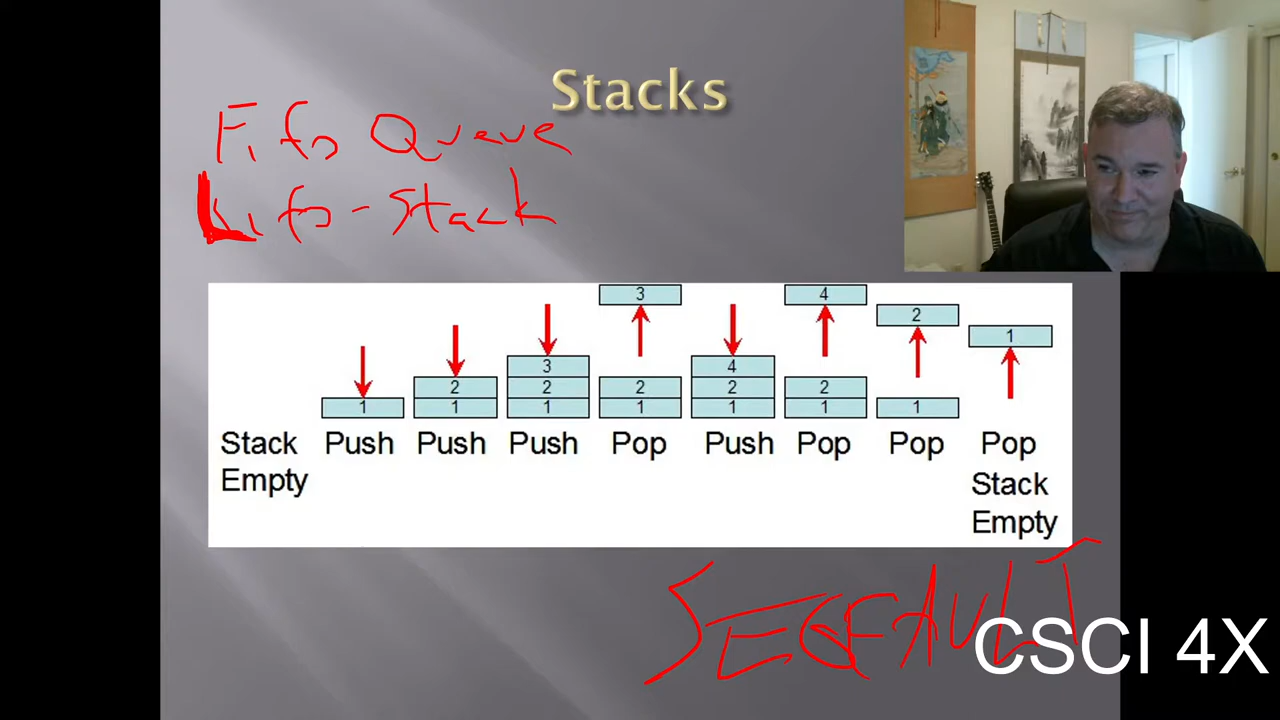 Stacks
Fifo Queue
Lifo - Stack
3 4
2
1
3 4
2 2 2 2 2
1 1 1 1 1 1 1 1
Stack Push Push Push Pop Push Pop Pop Pop
Empty Stack
Empty
SEGFAULT
CSCI 4X